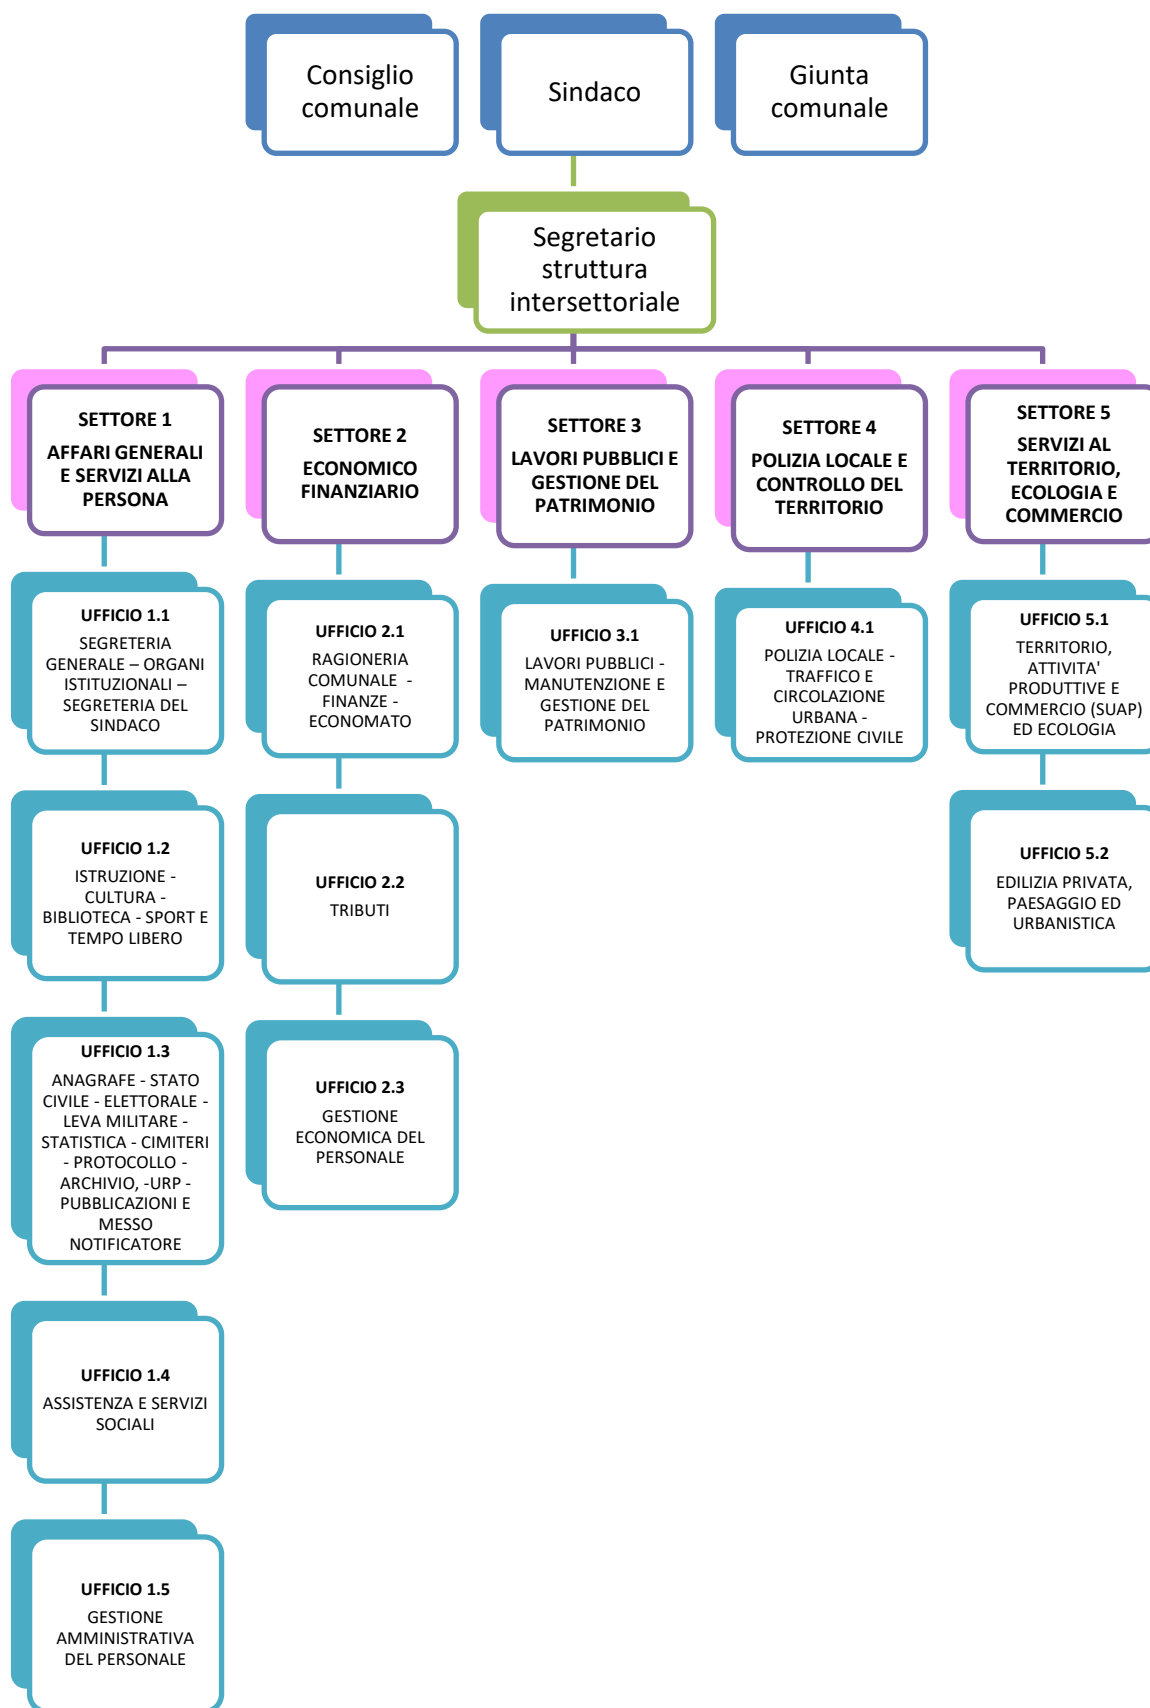 Consiglio
comunale
Sindaco
Giunta
comunale
Segretario
struttura
intersettoriale
SETTORE 1
AFFARI GENERALI
E SERVIZI ALLA
PERSONA
SETTORE 2
ECONOMICO
FINANZIARIO
SETTORE 3
LAVORI PUBBLICI E
GESTIONE DEL
PATRIMONIO
SETTORE 4
POLIZIA LOCALE E
CONTROLLO DEL
TERRITORIO
SETTORE 5
SERVIZI AL
TERRITORIO,
ECOLOGIA E
COMMERCIO
UFFICIO 1.1
SEGRETERIA
GENERALE – ORGANI
ISTITUZIONALI –
SEGRETERIA DEL
SINDACO
UFFICIO 2.1
RAGIONERIA
COMUNALE -
FINANZE -
ECONOMATO
UFFICIO 3.1
LAVORI PUBBLICI -
MANUTENZIONE E
GESTIONE DEL
PATRIMONIO
UFFICIO 4.1
POLIZIA LOCALE -
TRAFFICO E
CIRCOLAZIONE
URBANA -
PROTEZIONE CIVILE
UFFICIO 5.1
TERRITORIO,
ATTIVITA'
PRODUTTIVE E
COMMERCIO (SUAP)
ED ECOLOGIA
UFFICIO 1.2
ISTRUZIONE -
CULTURA -
BIBLIOTECA - SPORT E
TEMPO LIBERO
UFFICIO 2.2
TRIBUTI
UFFICIO 5.2
EDILIZIA PRIVATA,
PAESAGGIO ED
URBANISTICA
UFFICIO 1.3
ANAGRAFE - STATO
CIVILE - ELETTORALE -
LEVA MILITARE -
STATISTICA - CIMITERI
- PROTOCOLLO -
ARCHIVIO, -URP -
PUBBLICAZIONI E
MESSO
NOTIFICATORE
UFFICIO 2.3
GESTIONE
ECONOMICA DEL
PERSONALE
UFFICIO 1.4
ASSISTENZA E SERVIZI
SOCIALI
UFFICIO 1.5
GESTIONE
AMMINISTRATIVA
DEL PERSONALE